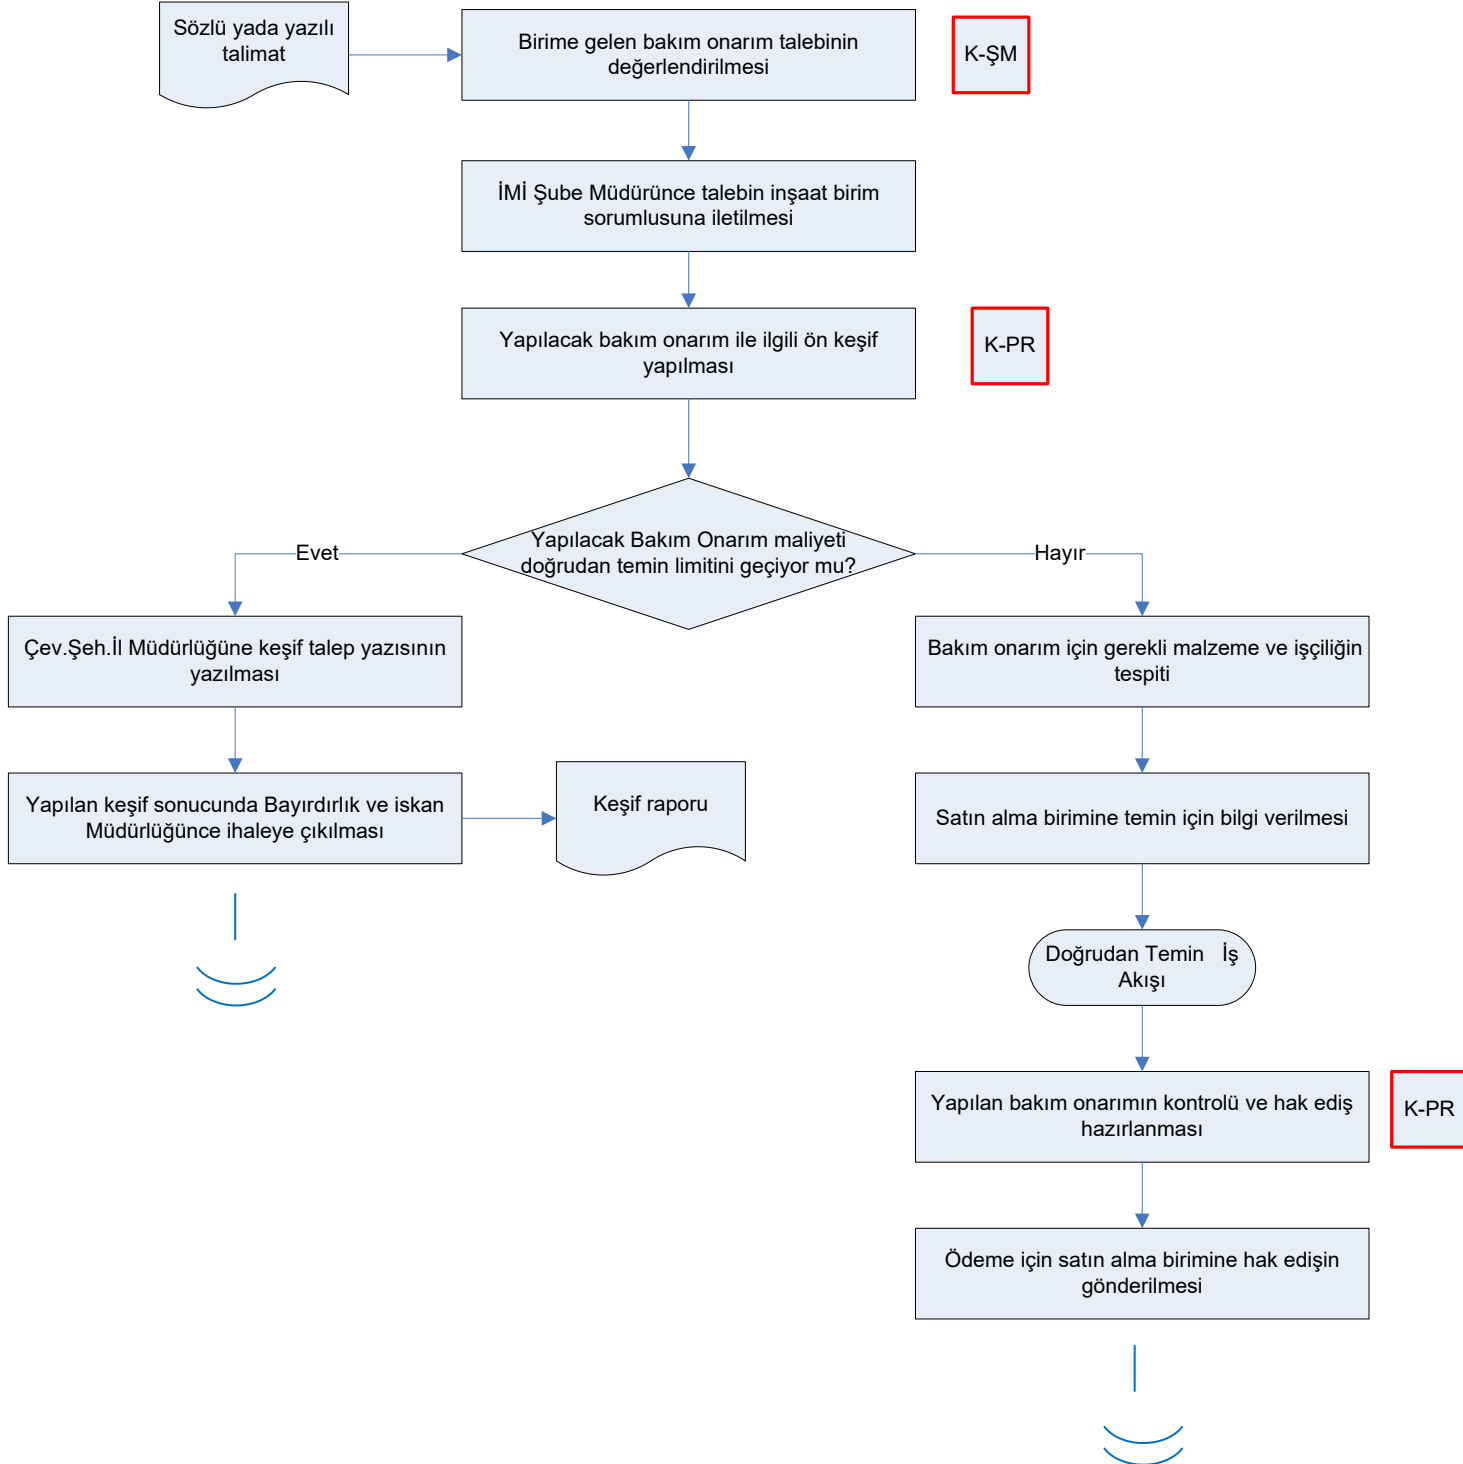 Sözlü yada yazılı
talimat
Birime gelen bakım onarım talebinin
değerlendirilmesi
K-ŞM
İMİ Şube Müdürünce talebin inşaat birim
sorumlusuna iletilmesi
Yapılacak bakım onarım ile ilgili ön keşif
yapılması
K-PR
Yapılacak Bakım Onarım maliyeti
doğrudan temin limitini geçiyor mu?
Evet
Hayır
Çev.Şeh.İl Müdürlüğüne keşif talep yazısının
yazılması
Bakım onarım için gerekli malzeme ve işçiliğin
tespiti
Yapılan keşif sonucunda Bayırdırlık ve iskan
Müdürlüğünce ihaleye çıkılması
Keşif raporu
Satın alma birimine temin için bilgi verilmesi
Doğrudan Temin İş
Akışı
Yapılan bakım onarımın kontrolü ve hak ediş
hazırlanması
K-PR
Ödeme için satın alma birimine hak edişin
gönderilmesi